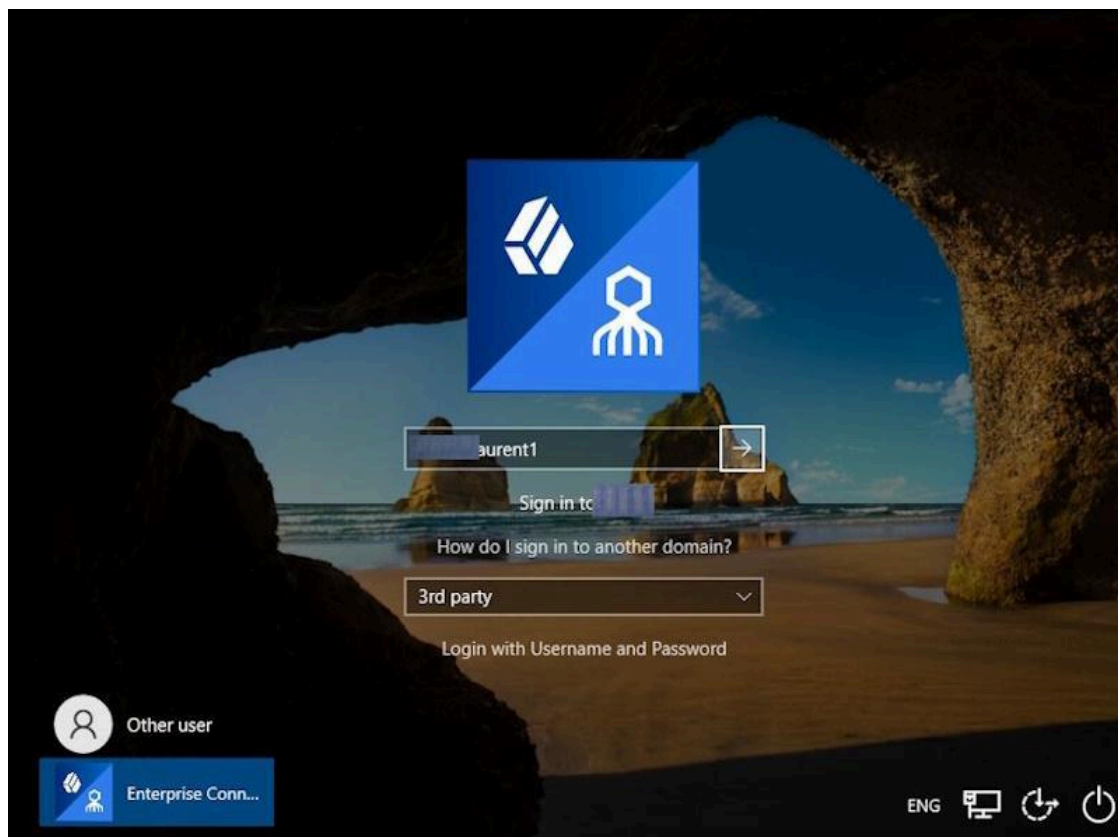 aurent1
Sign in to
How do I sign in to another domain?
3rd party
Login with Username and Password
Other user
Enterprise Conn...
ENG